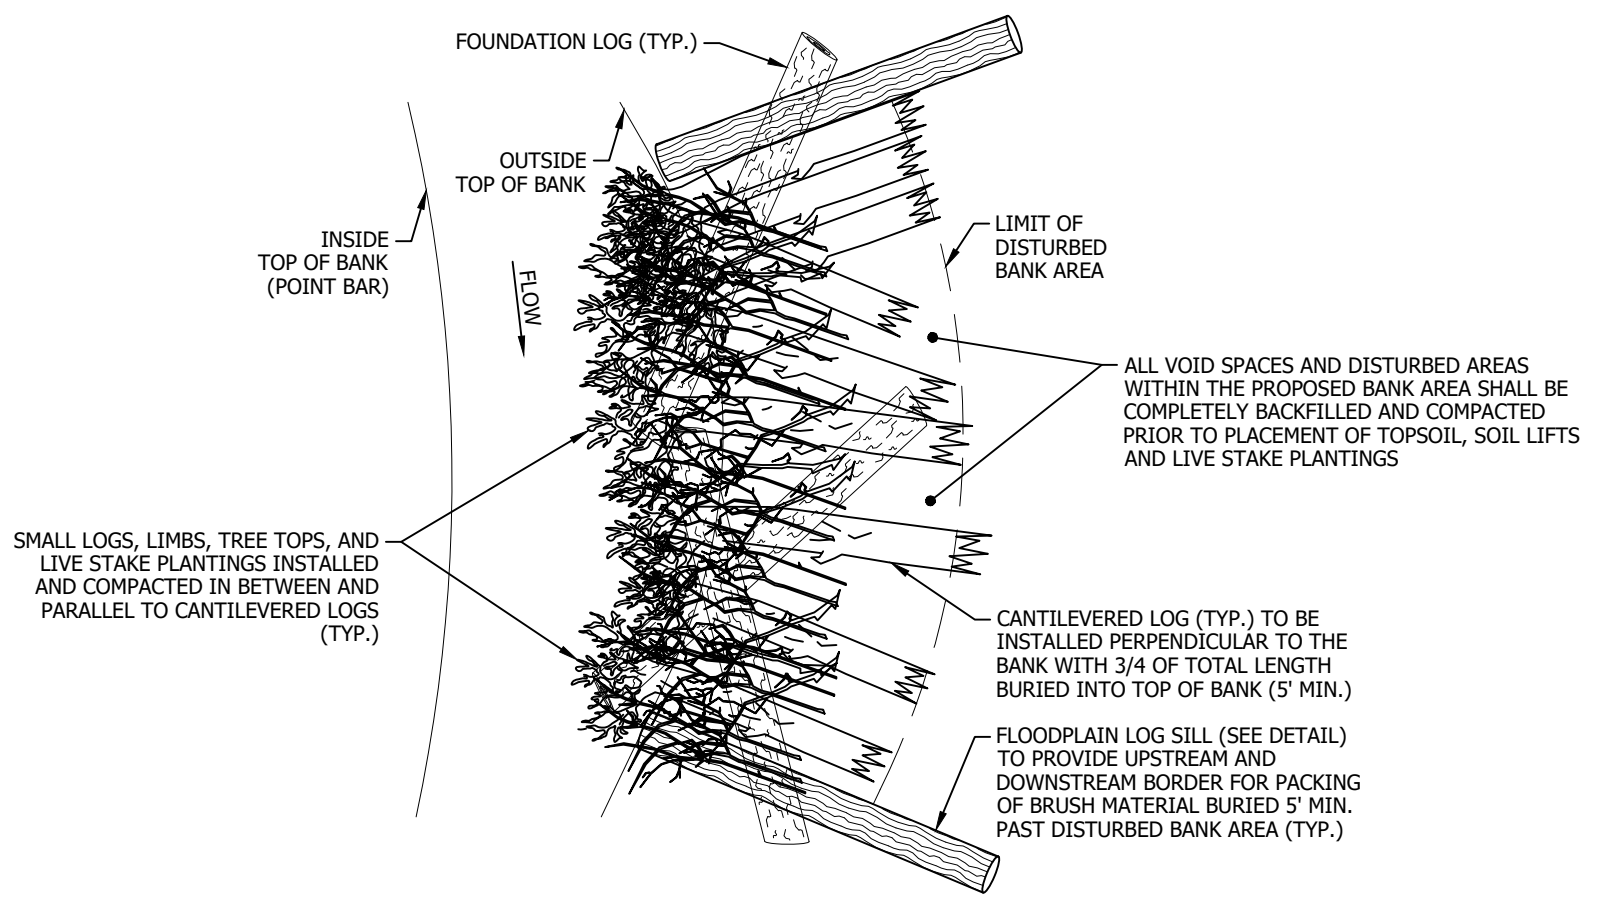 FOUNDATION LOG (TYP.)
OUTSIDE
TOP OF BANK
INSIDE
TOP OF BANK
(POINT BAR)
FLOW
LIMIT OF
DISTURBED
BANK AREA
ALL VOID SPACES AND DISTURBED AREAS
WITHIN THE PROPOSED BANK AREA SHALL BE
COMPLETELY BACKFILLED AND COMPACTED
PRIOR TO PLACEMENT OF TOPSOIL, SOIL LIFTS
AND LIVE STAKE PLANTINGS
SMALL LOGS, LIMBS, TREE TOPS, AND
LIVE STAKE PLANTINGS INSTALLED
AND COMPACTED IN BETWEEN AND
PARALLEL TO CANTILEVERED LOGS
(TYP.)
CANTILEVERED LOG (TYP.) TO BE
INSTALLED PERPENDICULAR TO THE
BANK WITH 3/4 OF TOTAL LENGTH
BURIED INTO TOP OF BANK (5' MIN.)
FLOODPLAIN LOG SILL (SEE DETAIL)
TO PROVIDE UPSTREAM AND
DOWNSTREAM BORDER FOR PACKING
OF BRUSH MATERIAL BURIED 5' MIN.
PAST DISTURBED BANK AREA (TYP.)